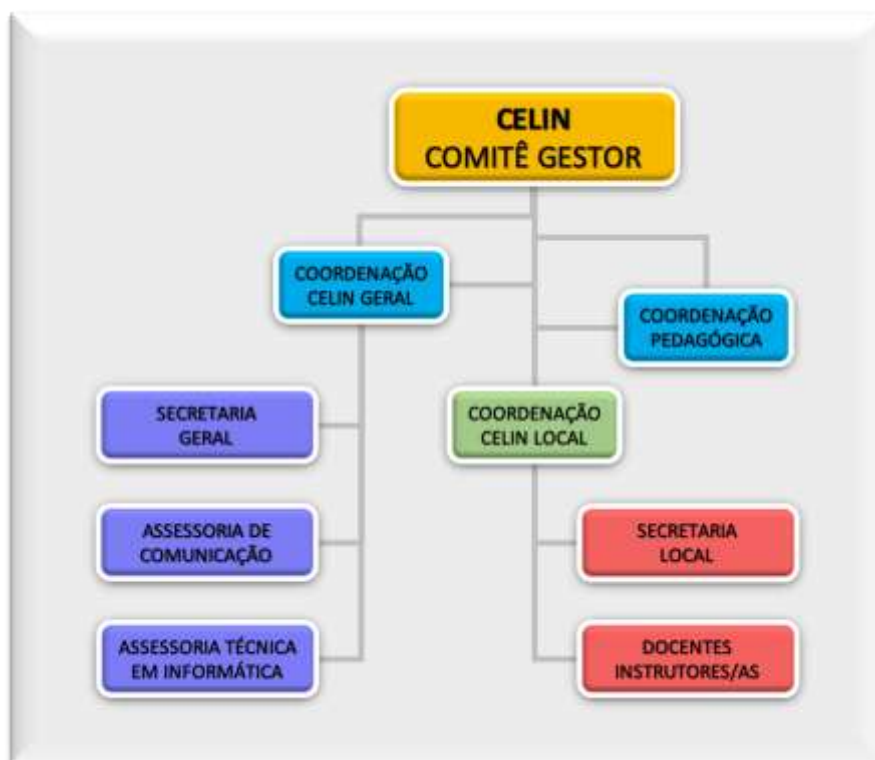 CELIN
COMITÊ GESTOR
COORDENAÇÃO
CELIN GERAL
COORDENAÇÃO
PEDAGÓGICA
SECRETARIA
GERAL
COORDENAÇÃO
CELIN LOCAL
ASSESSORIA DE
COMUNICAÇÃO
SECRETARIA
LOCAL
ASSESSORIA TÉCNICA
EM INFORMÁTICA
DOCENTES
INSTRUTORES/AS